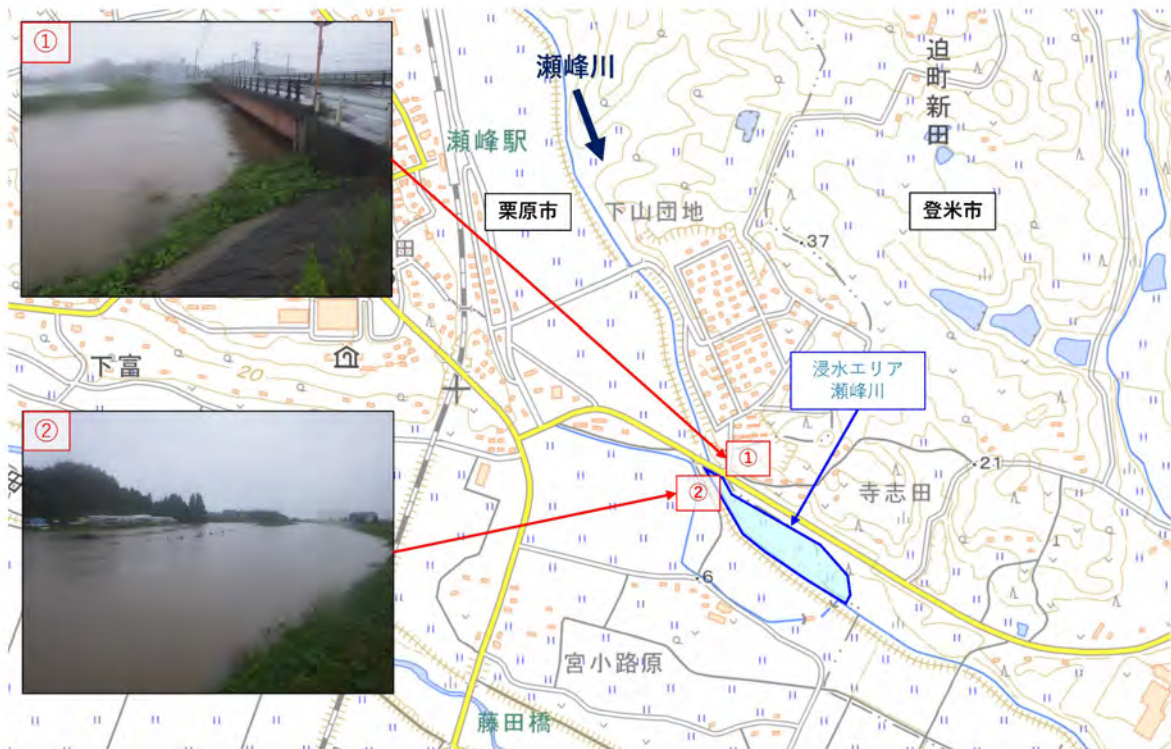 ①
瀬峰川
迫町新田
瀬峰駅
栗原市
下山団地
登米市
37
田
下富
20
浸水エリア
瀬峰川
②
①
②
21
寺志田
6
宮小路原
藤田橋